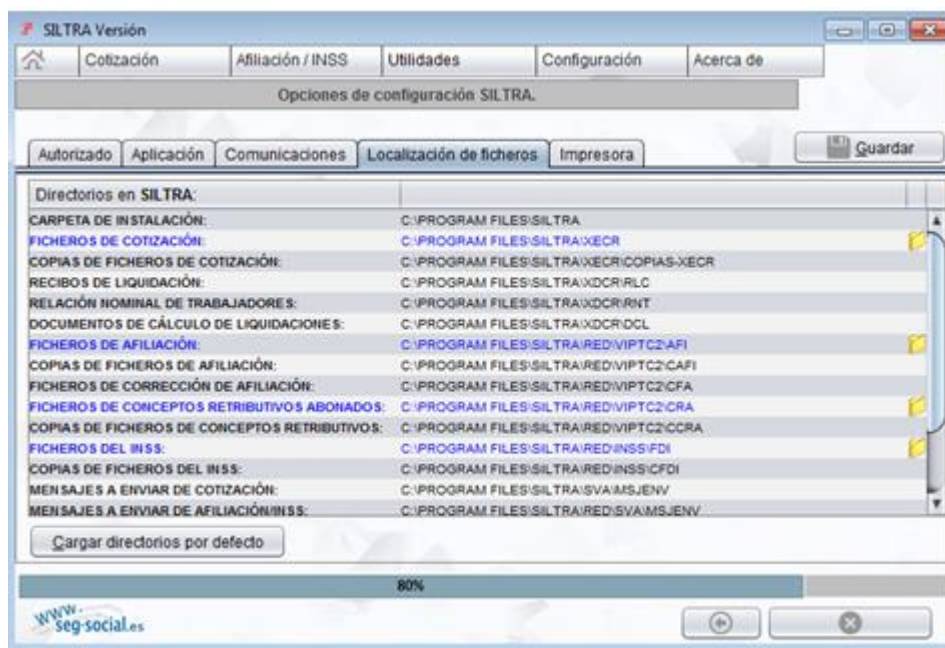 SILTRA Versión
Cotización Afiliación / INSS Utilidades Configuración Acerca de
Opciones de configuración SILTRA.
Autorizado Aplicación Comunicaciones Localización de ficheros Impresora Guardar
Directorios en SILTRA:
CARPETA DE INSTALACIÓN: C:\PROGRAM FILES\SILTRA
FICHEROS DE COTIZACIÓN: C:\PROGRAM FILES\SILTRA\XECR
COPIAS DE FICHEROS DE COTIZACIÓN: C:\PROGRAM FILES\SILTRA\XECR\COPIAS-XECR
RECIBOS DE LIQUIDACIÓN: C:\PROGRAM FILES\SILTRA\XDCR\RLC
RELACIÓN NOMINAL DE TRABAJADORES: C:\PROGRAM FILES\SILTRA\XDCR\RNT
DOCUMENTOS DE CÁLCULO DE LIQUIDACIONES: C:\PROGRAM FILES\SILTRA\XDCR\DCL
FICHEROS DE AFILIACIÓN: C:\PROGRAM FILES\SILTRA\RED\VIPTC2\AFI
COPIAS DE FICHEROS DE AFILIACIÓN: C:\PROGRAM FILES\SILTRA\RED\VIPTC2\CAFI
FICHEROS DE CORRECCIÓN DE AFILIACIÓN: C:\PROGRAM FILES\SILTRA\RED\VIPTC2\CFA
FICHEROS DE CONCEPTOS RETRIBUTIVOS ABONADOS: C:\PROGRAM FILES\SILTRA\RED\VIPTC2\CRA
COPIAS DE FICHEROS DE CONCEPTOS RETRIBUTIVOS: C:\PROGRAM FILES\SILTRA\RED\VIPTC2\CCRA
FICHEROS DEL INSS: C:\PROGRAM FILES\SILTRA\RED\INSS\FDI
COPIAS DE FICHEROS DEL INSS: C:\PROGRAM FILES\SILTRA\RED\INSS\CFDI
MENSAJES A ENVIAR DE COTIZACIÓN: C:\PROGRAM FILES\SILTRA\SVA\MSJENV
MENSAJES A ENVIAR DE AFILIACIÓN/INSS: C:\PROGRAM FILES\SILTRA\RED\SVA\MSJENV
Cargar directorios por defecto
80%
www.
seg-social.es